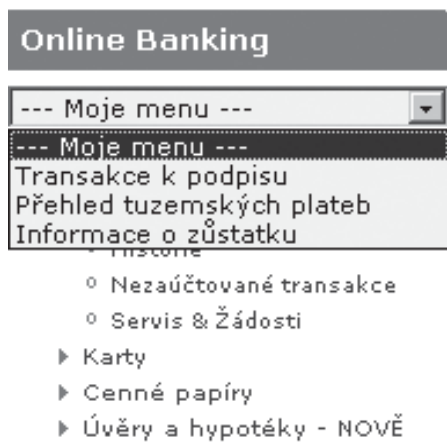 Online Banking
--- Moje menu ---
--- Moje menu ---
Transakce k podpisu
Přehled tuzemských plateb
Informace o zůstatku
Historie
Nezaúčtované transakce
Servis & Žádosti
Karty
Cenné papíry
Úvěry a hypotéky - NOVĚ